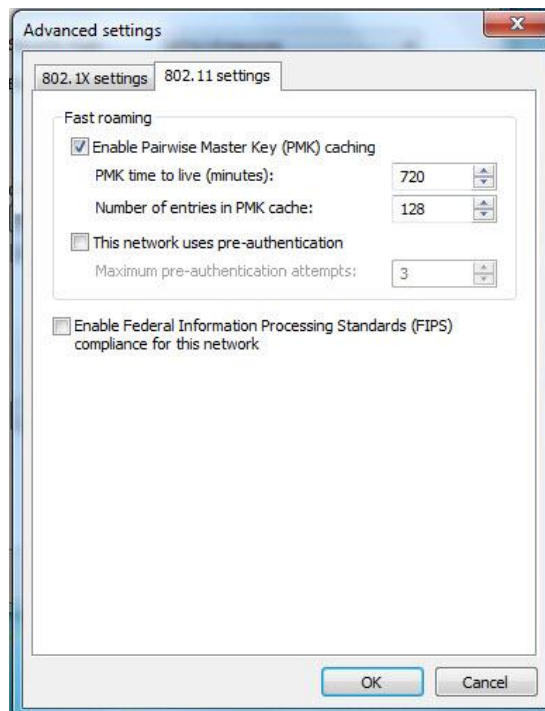 Advanced settings
802.1X settings 802.11 settings
Fast roaming
Enable Pairwise Master Key (PMK) caching
PMK time to live (minutes): 720
Number of entries in PMK cache: 128
This network uses pre-authentication
Maximum pre-authentication attempts: 3
Enable Federal Information Processing Standards (FIPS)
compliance for this network
OK Cancel